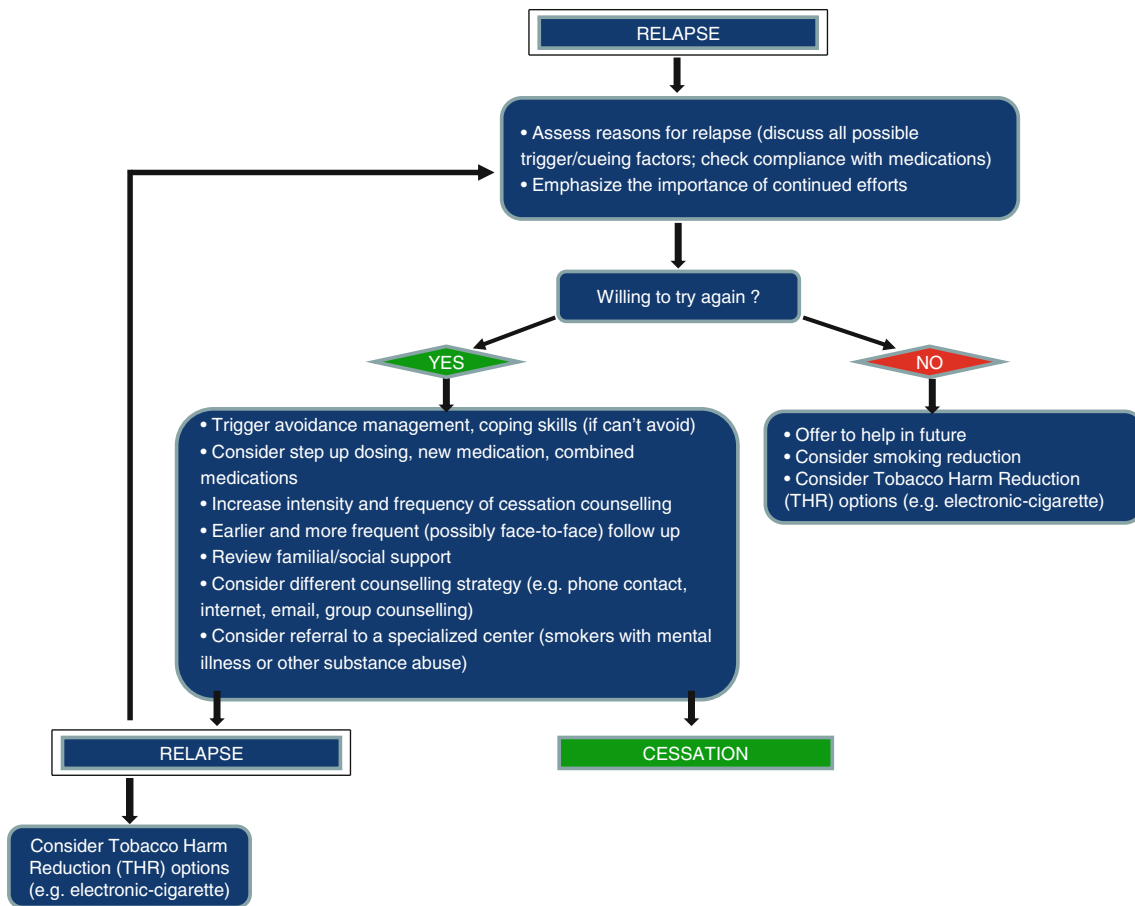 RELAPSE
• Assess reasons for relapse (discuss all possible
trigger/cueing factors; check compliance with medications)
• Emphasize the importance of continued efforts
Willing to try again ?
YES
NO
• Trigger avoidance management, coping skills (if can’t avoid)
• Consider step up dosing, new medication, combined
medications
• Increase intensity and frequency of cessation counselling
• Earlier and more frequent (possibly face-to-face) follow up
• Review familial/social support
• Consider different counselling strategy (e.g. phone contact,
internet, email, group counselling)
• Consider referral to a specialized center (smokers with mental
illness or other substance abuse)
• Offer to help in future
• Consider smoking reduction
• Consider Tobacco Harm Reduction
(THR) options (e.g. electronic-cigarette)
RELAPSE
CESSATION
Consider Tobacco Harm
Reduction (THR) options
(e.g. electronic-cigarette)